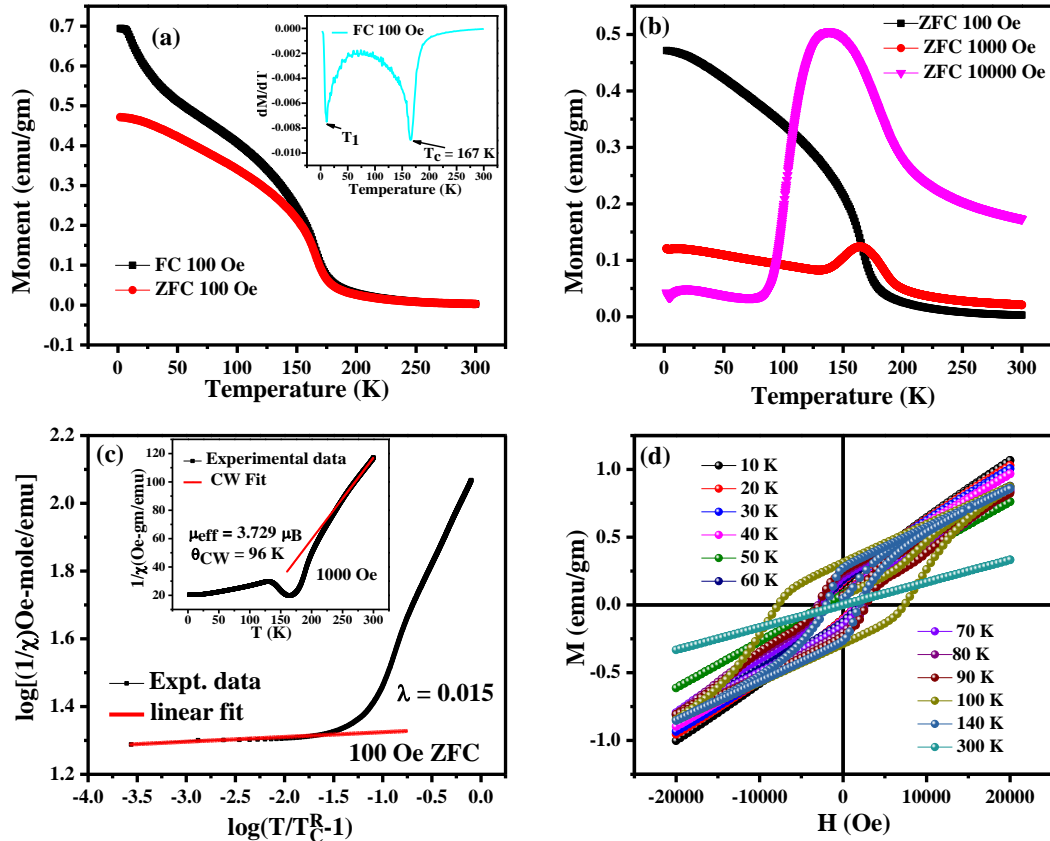 (a)
FC 100 Oe
ZFC 100 Oe
Moment (emu/gm)
0.7
0.6
0.5
0.4
0.3
0.2
0.1
0.0
-0.1
0
50
100
150
200
250
300
Temperature (K)
FC 100 Oe
dM/dT
0.000
-0.002
-0.004
-0.006
-0.008
-0.010
T1
Tc = 167 K
0 50 100 150 200 250 300
Temperature (K)
(b)
ZFC 100 Oe
ZFC 1000 Oe
ZFC 10000 Oe
Moment (emu/gm)
0.5
0.4
0.3
0.2
0.1
0.0
0
50
100
150
200
250
300
Temperature (K)
(c)
log[(1/χ)Oe-mole/emu]
2.2
2.0
1.8
1.6
1.4
1.2
-4.0 -3.5 -3.0 -2.5 -2.0 -1.5 -1.0 -0.5 0.0
log(T/T_C^R-1)
Expt. data
linear fit
λ = 0.015
100 Oe ZFC
1/χ(Oe-gm/emu)
120
100
80
60
40
20
Experimental data
CW Fit
μeff = 3.729 μB
θCW = 96 K
1000 Oe
0 50 100 150 200 250 300
T (K)
(d)
10 K
20 K
30 K
40 K
50 K
60 K
70 K
80 K
90 K
100 K
140 K
300 K
M (emu/gm)
1.0
0.5
0.0
-0.5
-1.0
-20000 -10000 0 10000 20000
H (Oe)